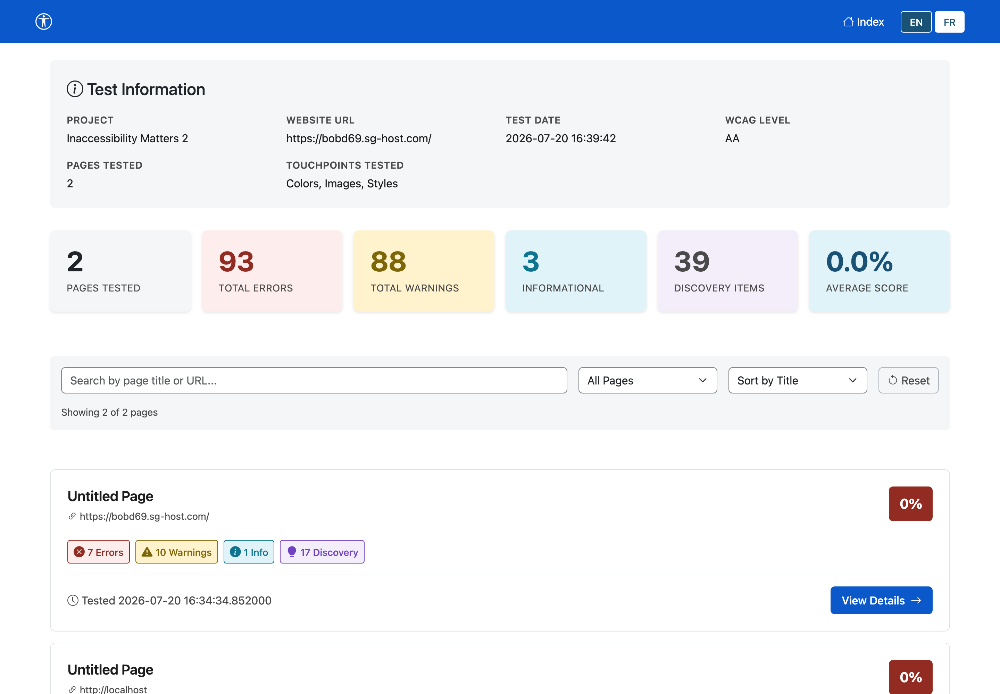 Index
EN
FR
Test Information
PROJECT
Inaccessibility Matters 2
WEBSITE URL
https://bobd69.sg-host.com/
TEST DATE
2026-07-20 16:39:42
WCAG LEVEL
AA
PAGES TESTED
2
TOUCHPOINTS TESTED
Colors, Images, Styles
2
PAGES TESTED
93
TOTAL ERRORS
88
TOTAL WARNINGS
3
INFORMATIONAL
39
DISCOVERY ITEMS
0.0%
AVERAGE SCORE
Search by page title or URL...
All Pages
Sort by Title
Reset
Showing 2 of 2 pages
Untitled Page
0%
https://bobd69.sg-host.com/
7 Errors
10 Warnings
1 Info
17 Discovery
Tested 2026-07-20 16:34:34.852000
View Details
Untitled Page
0%
http://localhost